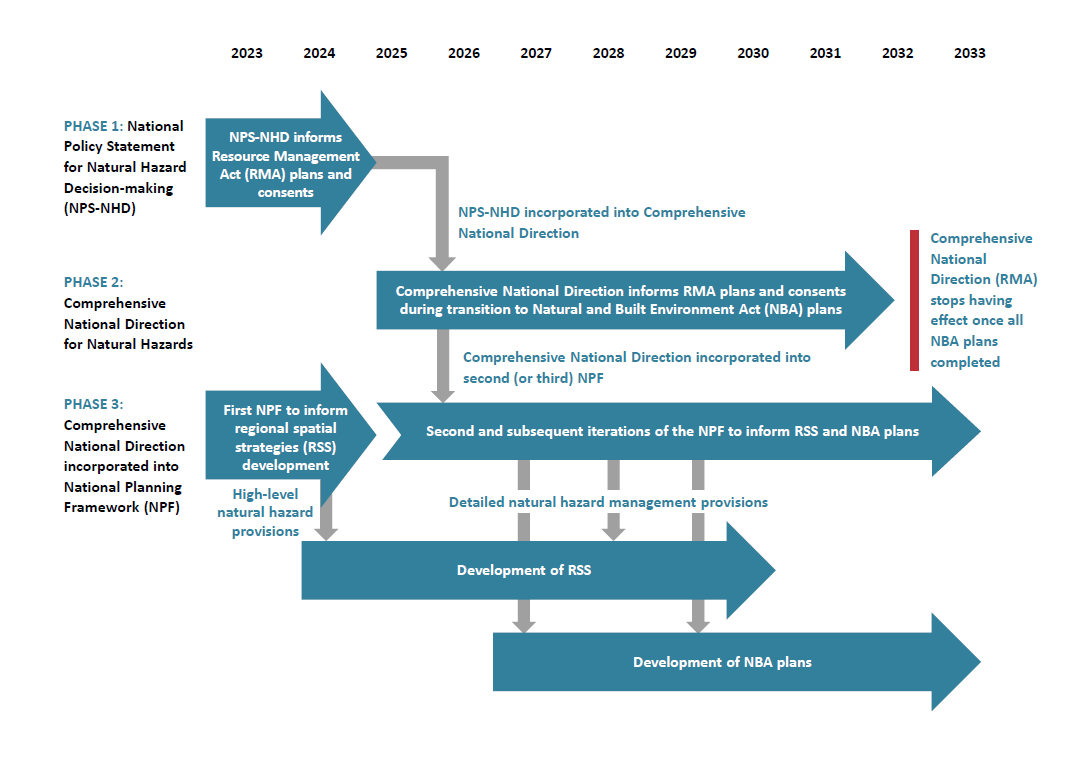 2023 2024 2025 2026 2027 2028 2029 2030 2031 2032 2033
PHASE 1: National
Policy Statement
for Natural Hazard
Decision-making
(NPS-NHD)
NPS-NHD informs
Resource Management
Act (RMA) plans and
consents
NPS-NHD incorporated into Comprehensive
National Direction
PHASE 2:
Comprehensive
National Direction
for Natural Hazards
Comprehensive National Direction informs RMA plans and consents
during transition to Natural and Built Environment Act (NBA) plans
Comprehensive
National
Direction (RMA)
stops having
effect once all
NBA plans
completed
Comprehensive National Direction incorporated into
second (or third) NPF
PHASE 3:
Comprehensive
National Direction
incorporated into
National Planning
Framework (NPF)
First NPF to inform
regional spatial
strategies (RSS)
development
Second and subsequent iterations of the NPF to inform RSS and NBA plans
High-level
natural hazard
provisions
Detailed natural hazard management provisions
Development of RSS
Development of NBA plans